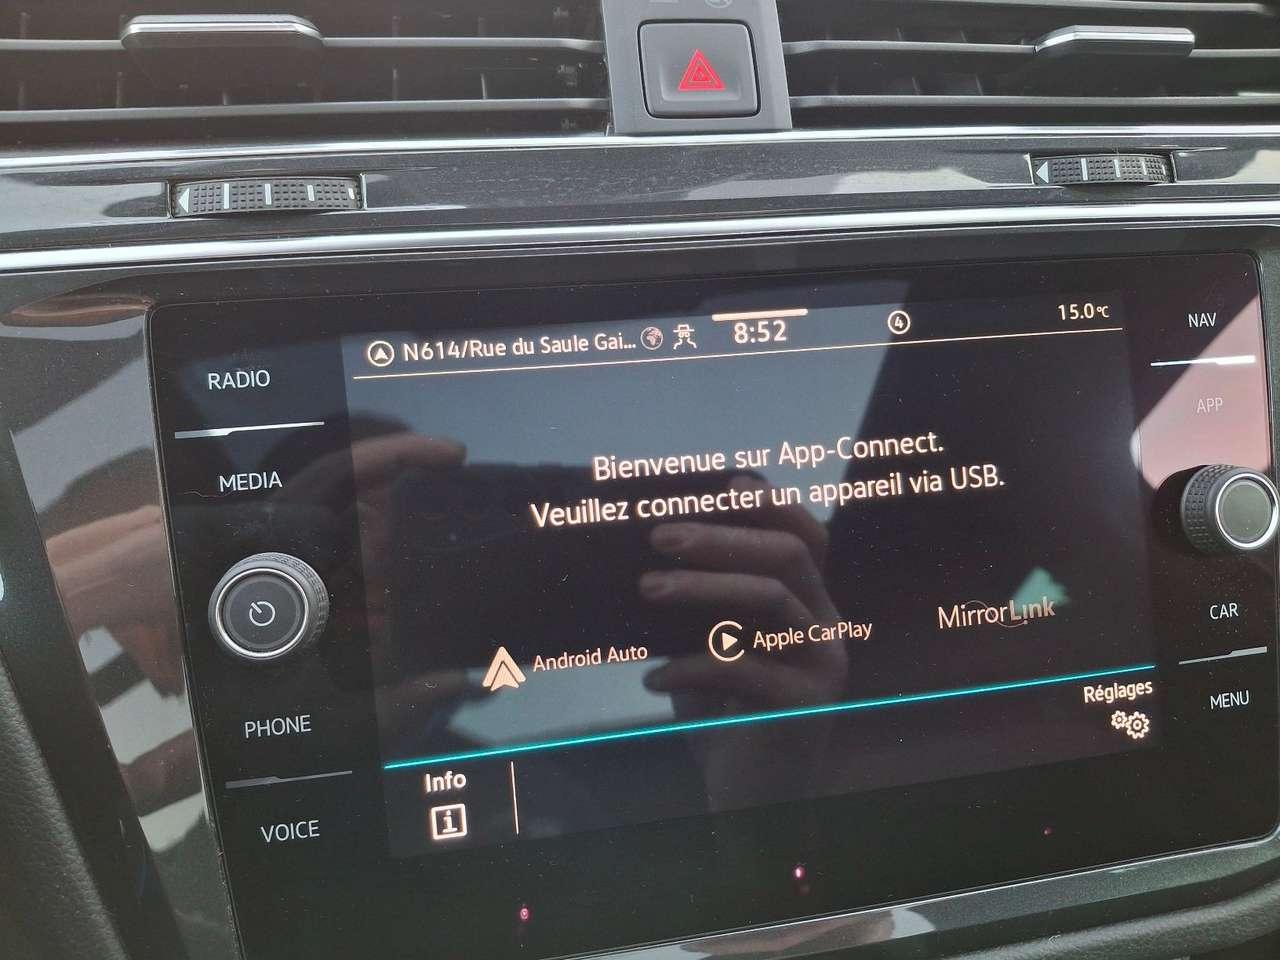 N614/Rue du Saule Gai...
8:52
4
15.0°C
RADIO
MEDIA
PHONE
VOICE
NAV
APP
CAR
MENU
Bienvenue sur App-Connect.
Veuillez connecter un appareil via USB.
Android Auto
Apple CarPlay
MirrorLink
Réglages
Info
i